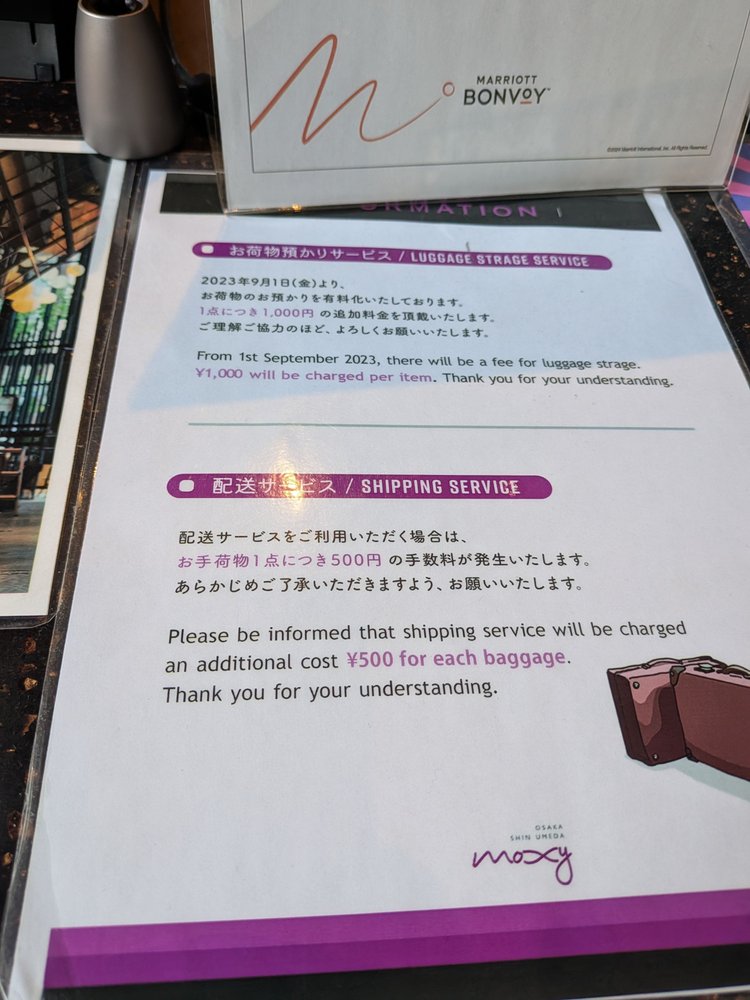 MARRIOTT
BONVOY™
©2024 Marriott International, Inc. All Rights Reserved.
お荷物預かりサービス / LUGGAGE STRAGE SERVICE
2023年9月1日(金)より、
お荷物のお預かりを有料化いたしております。
1点につき1,000円 の追加料金を頂戴いたします。
ご理解ご協力のほど、よろしくお願いいたします。
From 1st September 2023, there will be a fee for luggage strage.
¥1,000 will be charged per item. Thank you for your understanding.
配送サービス / SHIPPING SERVICE
配送サービスをご利用いただく場合は、
お手荷物1点につき500円 の手数料が発生いたします。
あらかじめご了承いただきますよう、お願いいたします。
Please be informed that shipping service will be charged
an additional cost ¥500 for each baggage.
Thank you for your understanding.
OSAKA
SHIN UMEDA
moxy